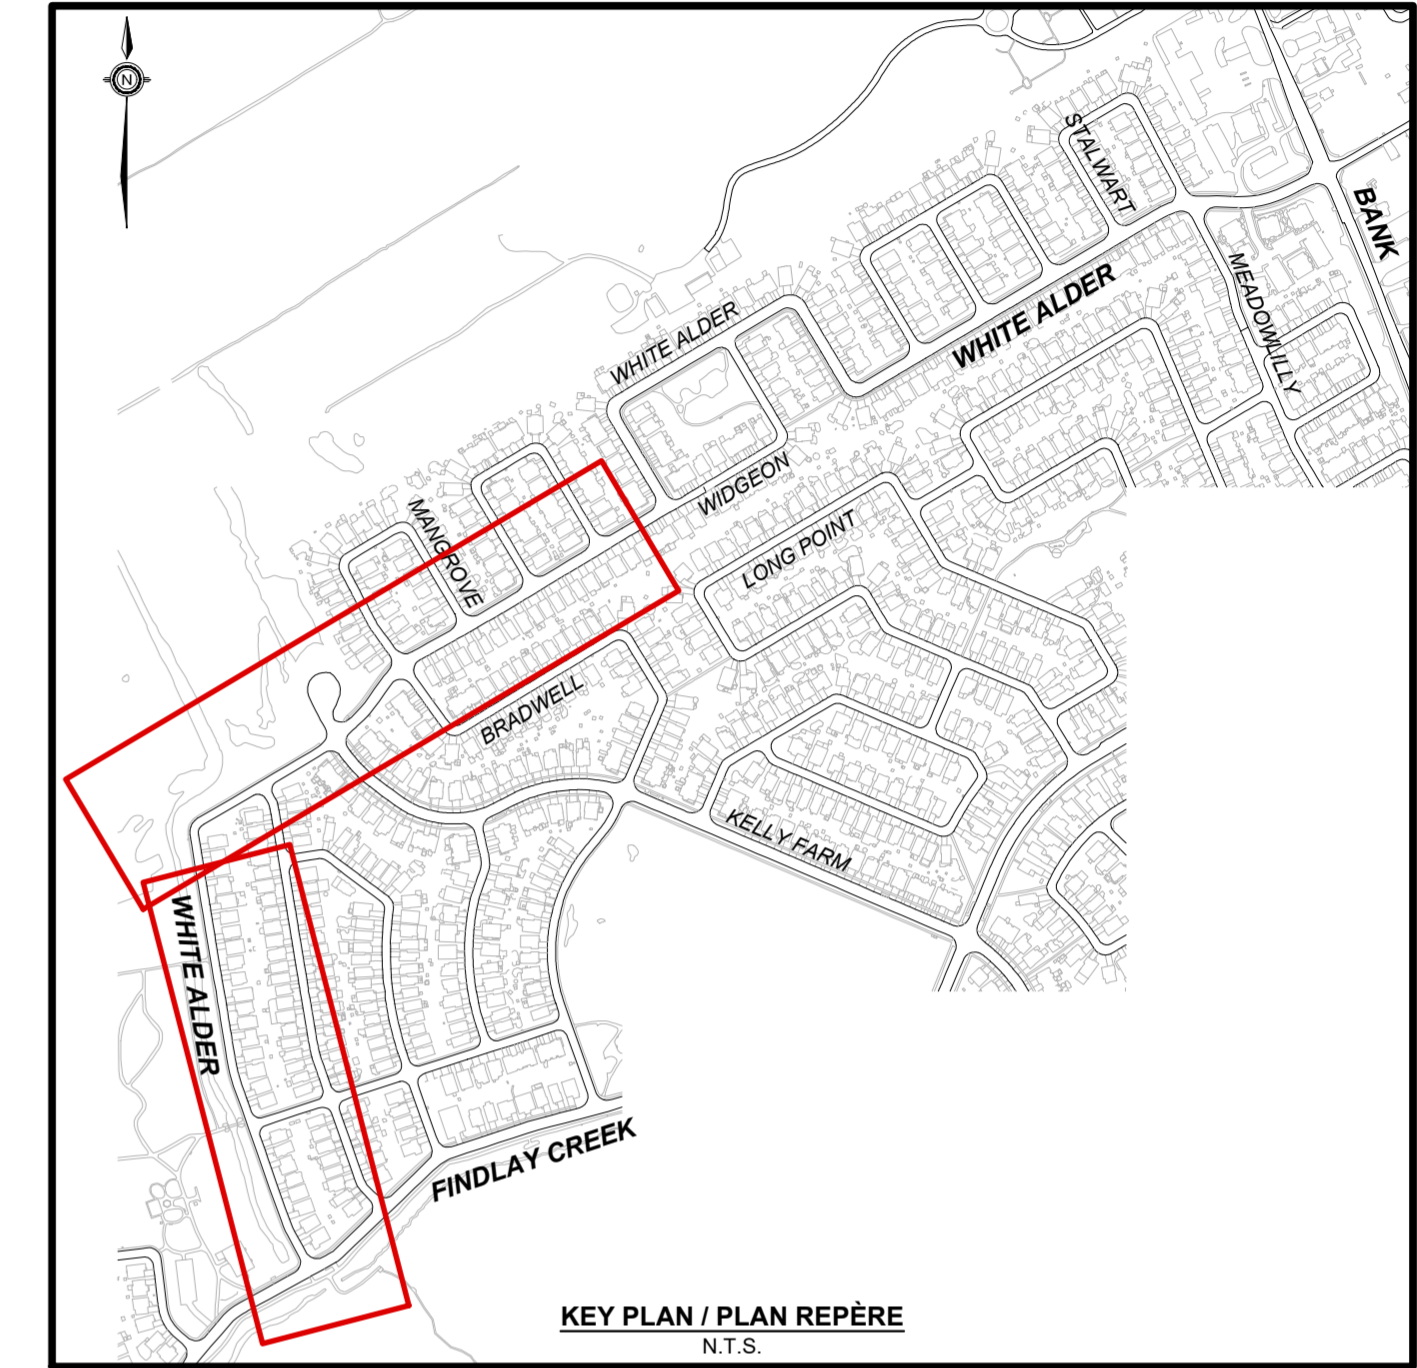 N
STALWART
BANK
MEADOWLILLY
WHITE ALDER
WHITE ALDER
WIDGEON
MANGROVE
LONG POINT
BRADWELL
KELLY FARM
WHITE ALDER
FINDLAY CREEK
KEY PLAN / PLAN REPÈRE
N.T.S.